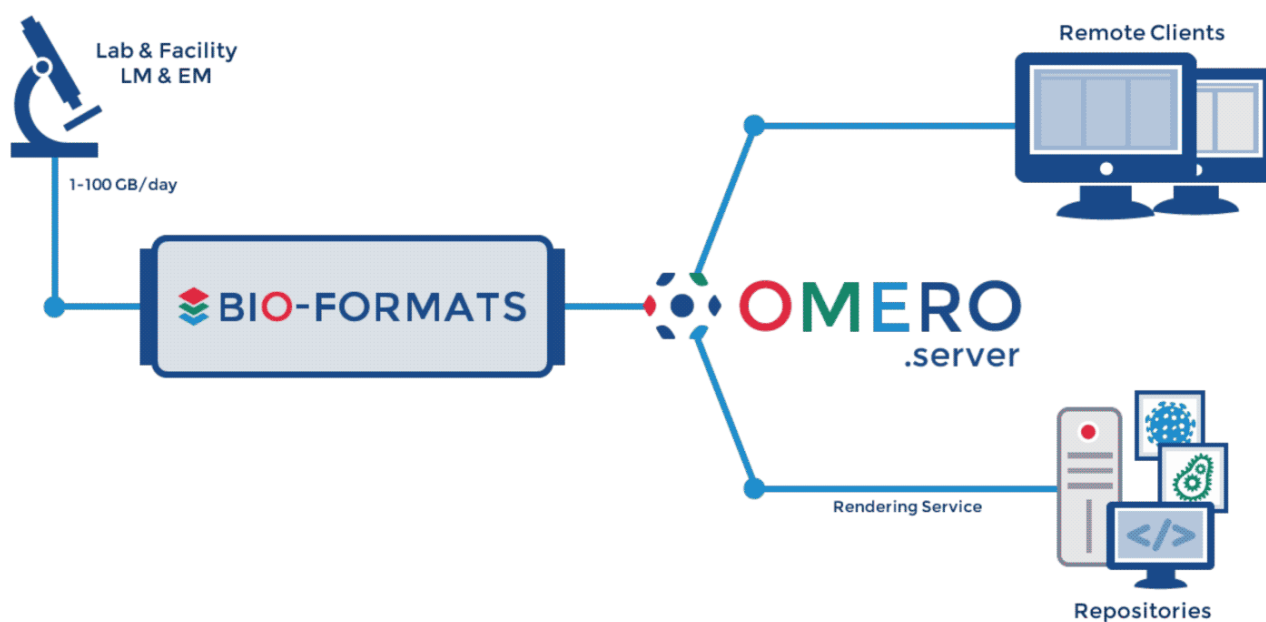 Lab & Facility
LM & EM
1-100 GB/day
BIO-FORMATS
OMERO
.server
Remote Clients
Rendering Service
</>
Repositories